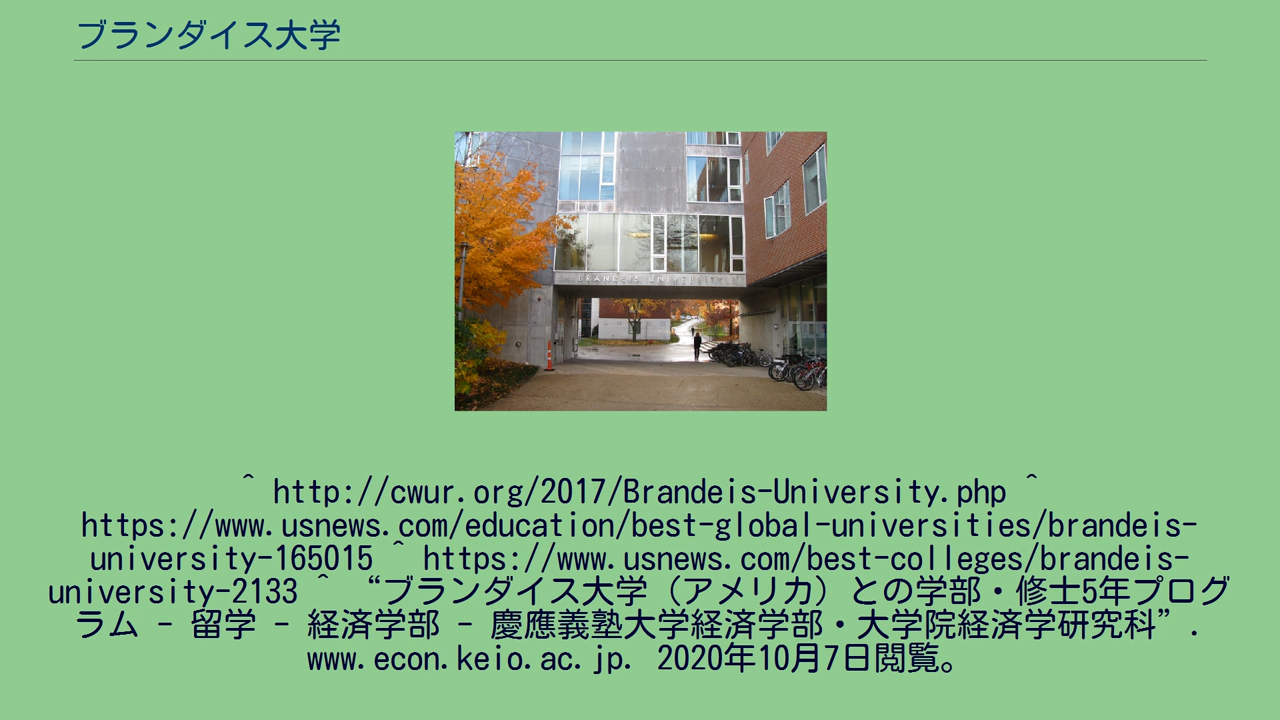 ブランダイス大学
BRANDEIS UNIVERSITY
^ http://cwur.org/2017/Brandeis-University.php ^
https://www.usnews.com/education/best-global-universities/brandeis-
university-165015 ^ https://www.usnews.com/best-colleges/brandeis-
university-2133 ^ “ブランダイス大学（アメリカ）との学部・修士5年プログ
ラム - 留学 - 経済学部 - 慶應義塾大学経済学部・大学院経済学研究科”.
www.econ.keio.ac.jp. 2020年10月7日閲覧。